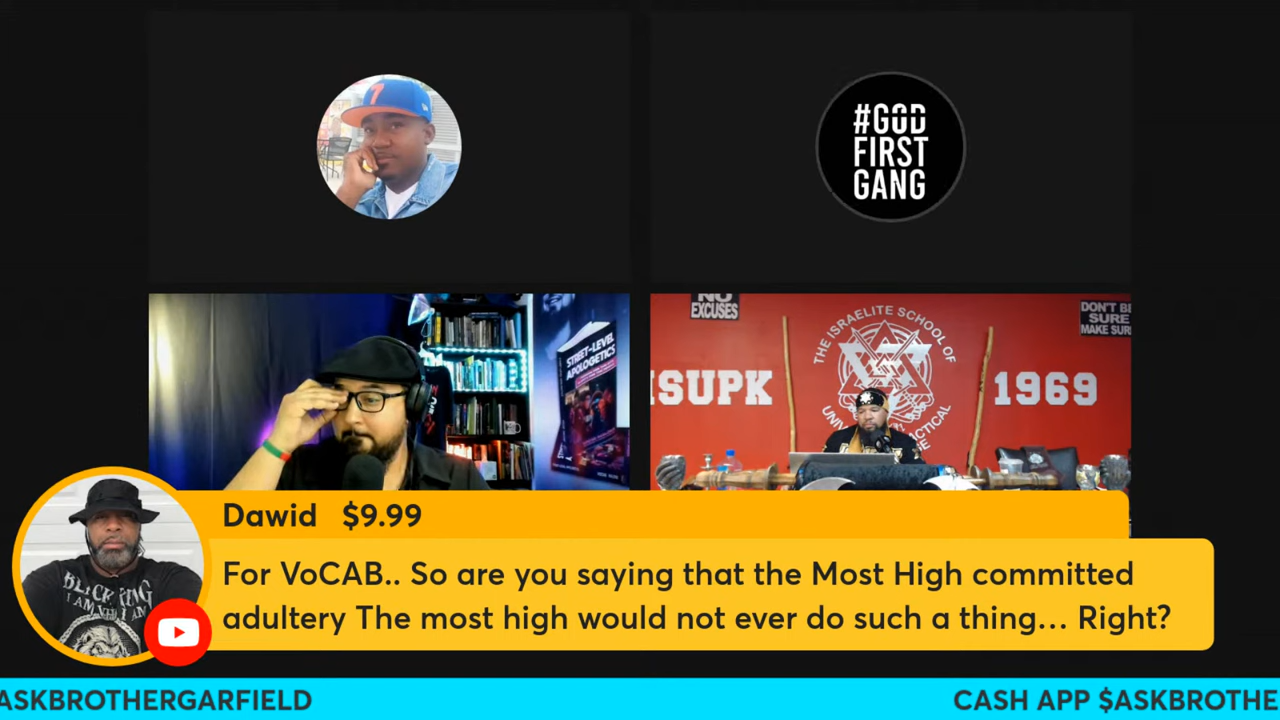 7
#GOD
FIRST
GANG
STREET-LEVEL
APOLOGETICS
NO
EXCUSES
DON'T BE
SURE
MAKE SURE
THE ISRAELITE SCHOOL OF
ISUPK
1969
Dawid $9.99
For VoCAB.. So are you saying that the Most High committed
adultery The most high would not ever do such a thing... Right?
ASKBROTHERGARFIELD
CASH APP $ASKBROTHE